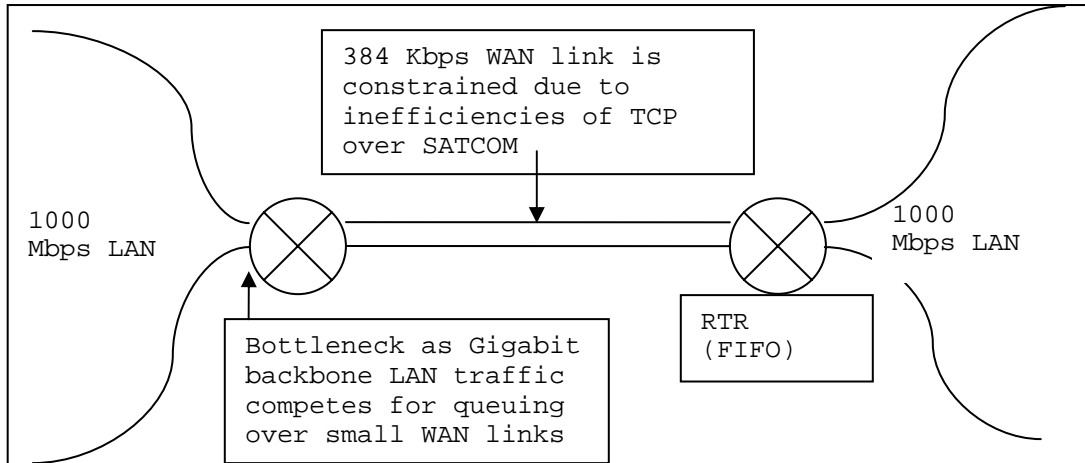 384 Kbps WAN link is
constrained due to
inefficiencies of TCP
over SATCOM
1000
Mbps LAN
1000
Mbps LAN
Bottleneck as Gigabit
backbone LAN traffic
competes for queuing
over small WAN links
RTR
(FIFO)